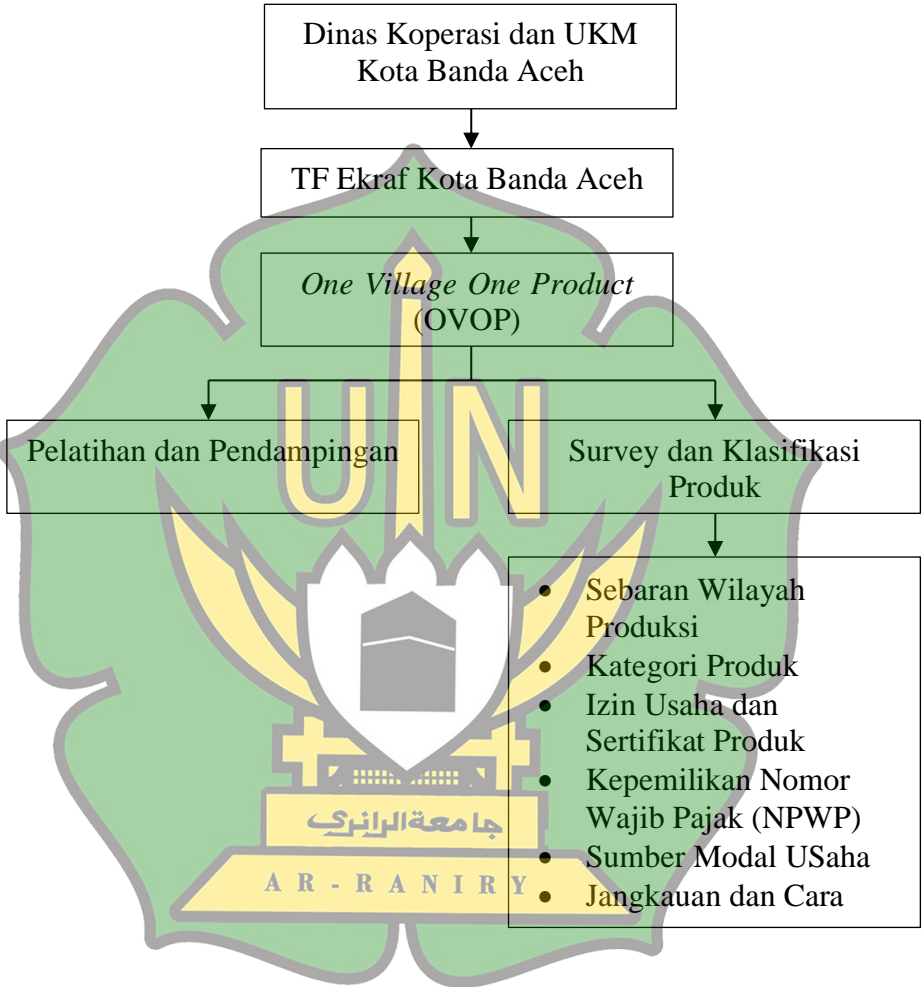 Dinas Koperasi dan UKM
Kota Banda Aceh
TF Ekraf Kota Banda Aceh
One Village One Product
(OVOP)
UIN
Pelatihan dan Pendampingan
Survey dan Klasifikasi
Produk
• Sebaran Wilayah
Produksi
• Kategori Produk
• Izin Usaha dan
Sertifikat Produk
• Kepemilikan Nomor
Wajib Pajak (NPWP)
• Sumber Modal USaha
• Jangkauan dan Cara
جامعة الرانري
AR-RANIRY